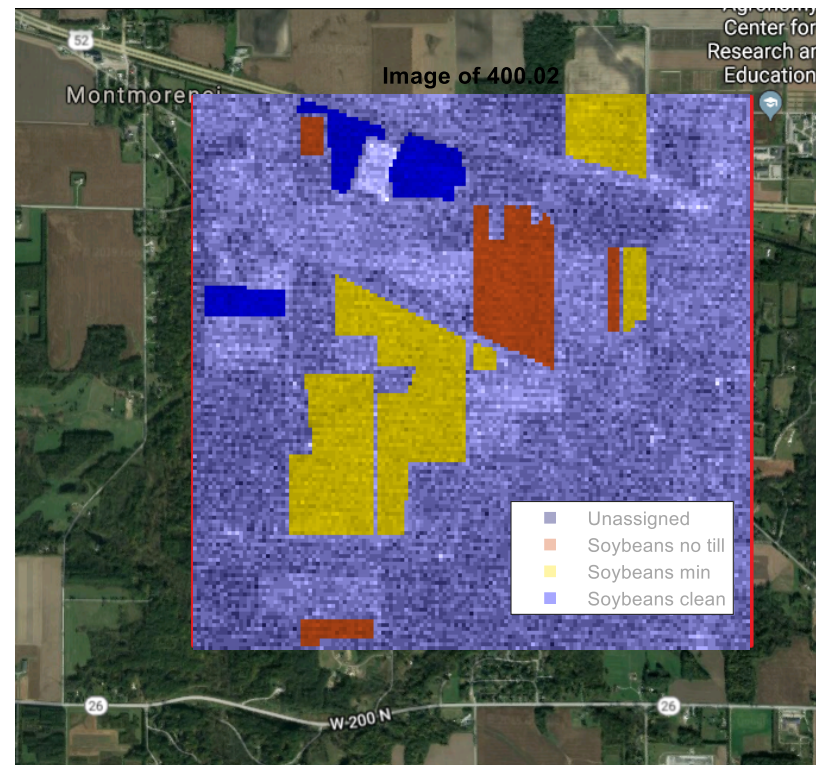 Agronomy
Center for
Research an
Education
52
Image of 400.02
Montmorenci
Unassigned
Soybeans no till
Soybeans min
Soybeans clean
26
26
W 200 N